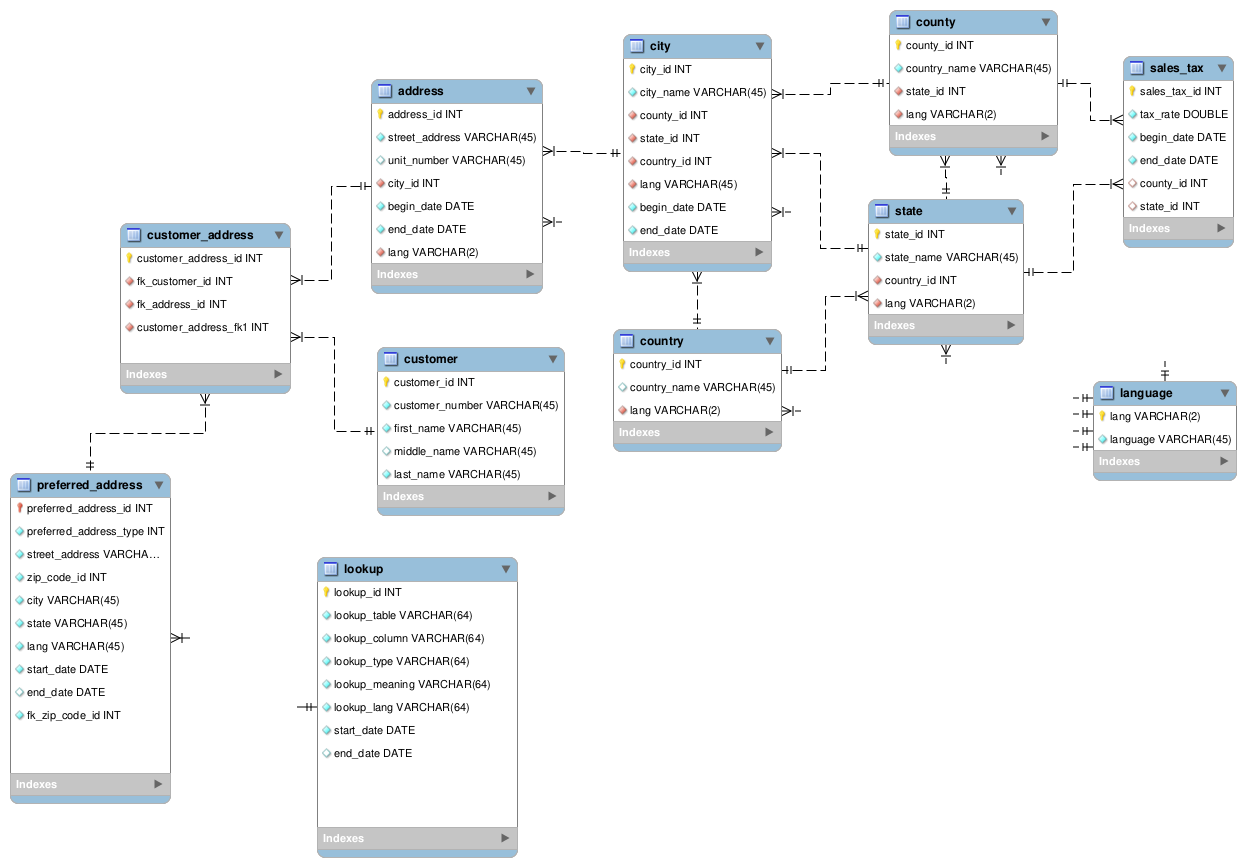 county
county_id INT
country_name VARCHAR(45)
state_id INT
lang VARCHAR(2)
Indexes
city
city_id INT
city_name VARCHAR(45)
county_id INT
state_id INT
country_id INT
lang VARCHAR(45)
begin_date DATE
end_date DATE
Indexes
sales_tax
sales_tax_id INT
tax_rate DOUBLE
begin_date DATE
end_date DATE
county_id INT
state_id INT
Indexes
address
address_id INT
street_address VARCHAR(45)
unit_number VARCHAR(45)
city_id INT
begin_date DATE
end_date DATE
lang VARCHAR(2)
Indexes
state
state_id INT
state_name VARCHAR(45)
country_id INT
lang VARCHAR(2)
Indexes
customer_address
customer_address_id INT
fk_customer_id INT
fk_address_id INT
customer_address_fk1 INT
Indexes
country
country_id INT
country_name VARCHAR(45)
lang VARCHAR(2)
Indexes
customer
customer_id INT
customer_number VARCHAR(45)
first_name VARCHAR(45)
middle_name VARCHAR(45)
last_name VARCHAR(45)
Indexes
language
lang VARCHAR(2)
language VARCHAR(45)
Indexes
preferred_address
preferred_address_id INT
preferred_address_type INT
street_address VARCHA...
zip_code_id INT
city VARCHAR(45)
state VARCHAR(45)
lang VARCHAR(45)
start_date DATE
end_date DATE
fk_zip_code_id INT
Indexes
lookup
lookup_id INT
lookup_table VARCHAR(64)
lookup_column VARCHAR(64)
lookup_type VARCHAR(64)
lookup_meaning VARCHAR(64)
lookup_lang VARCHAR(64)
start_date DATE
end_date DATE
Indexes